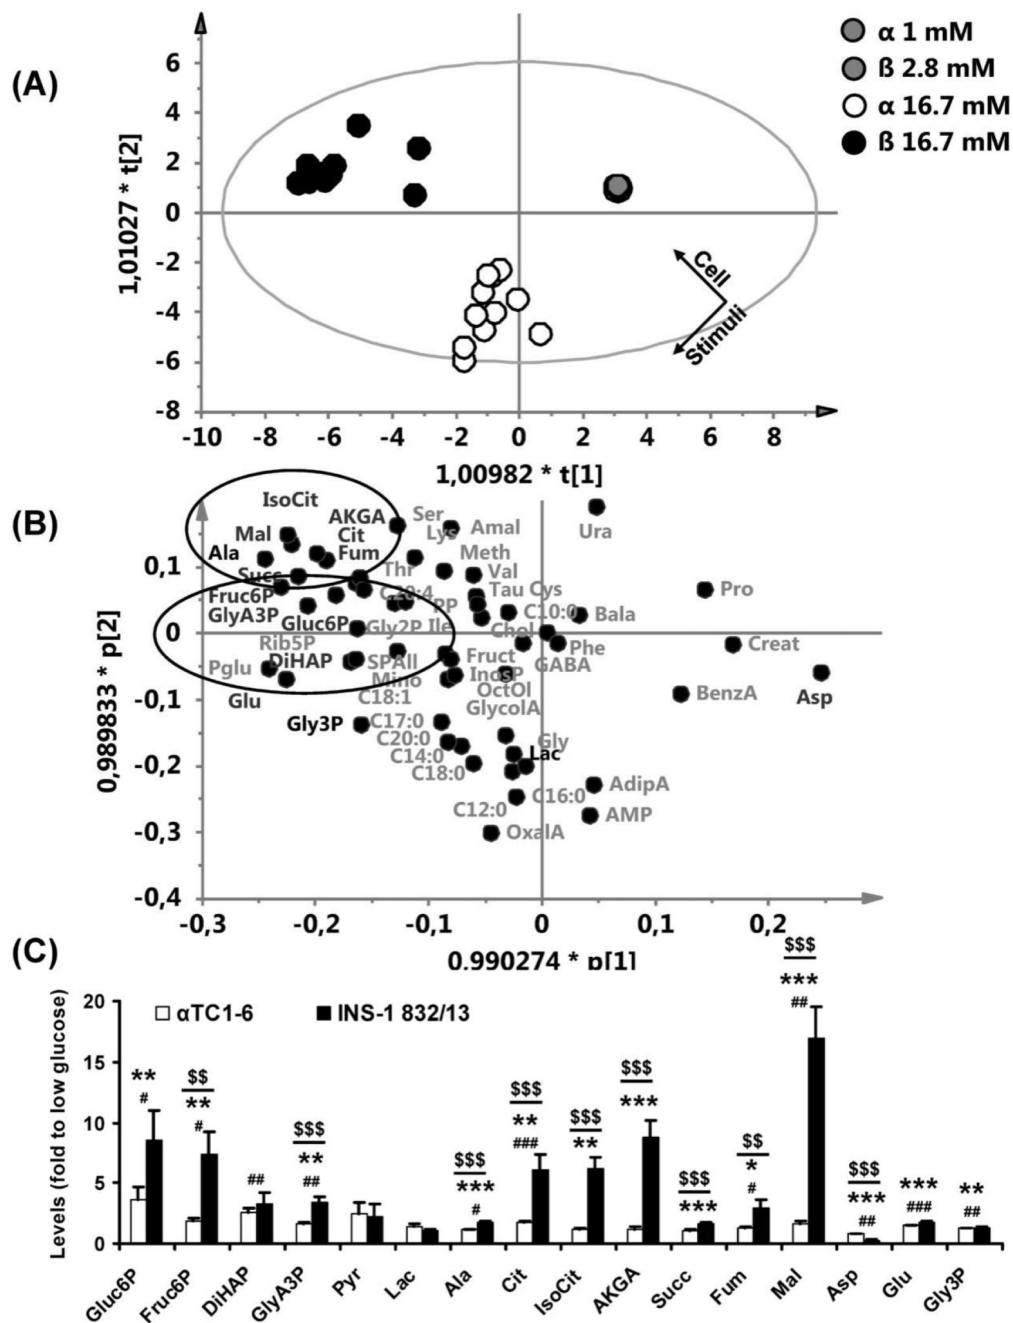 (A)
α 1 mM
ß 2.8 mM
α 16.7 mM
ß 16.7 mM
1,01027 * t[2]
6
4
2
0
-2
-4
-6
-8
Cell
Stimuli
-10 -8 -6 -4 -2 0 2 4 6 8
1,00982 * t[1]
(B)
0,989833 * p[2]
0,1
0
-0,1
-0,2
-0,3
-0,4
IsoCit
AKGA Ser
Mal Cit Lys Amal Ura
Ala Fum Meth
Succ Thr Val
Fruc6P C20:4 Tau Cys Pro
GlyA3P PP C10:0 Bala
Gluc6P Gly2P Ile Chol
Rib5P Phe Creat
Pglu DiHAP SPAll Fruct GABA
Glu Mino InosP BenzA Asp
C18:1 OctOl
Gly3P C17:0 GlycolA
C20:0 Gly
C14:0 Lac
C18:0 AdipA
C12:0 C16:0 AMP
OxalA
-0,3 -0,2 -0,1 0 0,1 0,2
0.990274 * p[1]
(C)
Levels (fold to low glucose)
20
15
10
5
0
αTC1-6 INS-1 832/13
** #
$$ ** #
##
$$$ ** ##
$$$ *** #
$$$ ** ###
$$$ **
$$$ ***
$$$ ***
$$ * #
$$$ *** ##
$$$ *** ##
*** ###
** ##
Gluc6P Fruc6P DiHAP GlyA3P Pyr Lac Ala Cit IsoCit AKGA Succ Fum Mal Asp Glu Gly3P